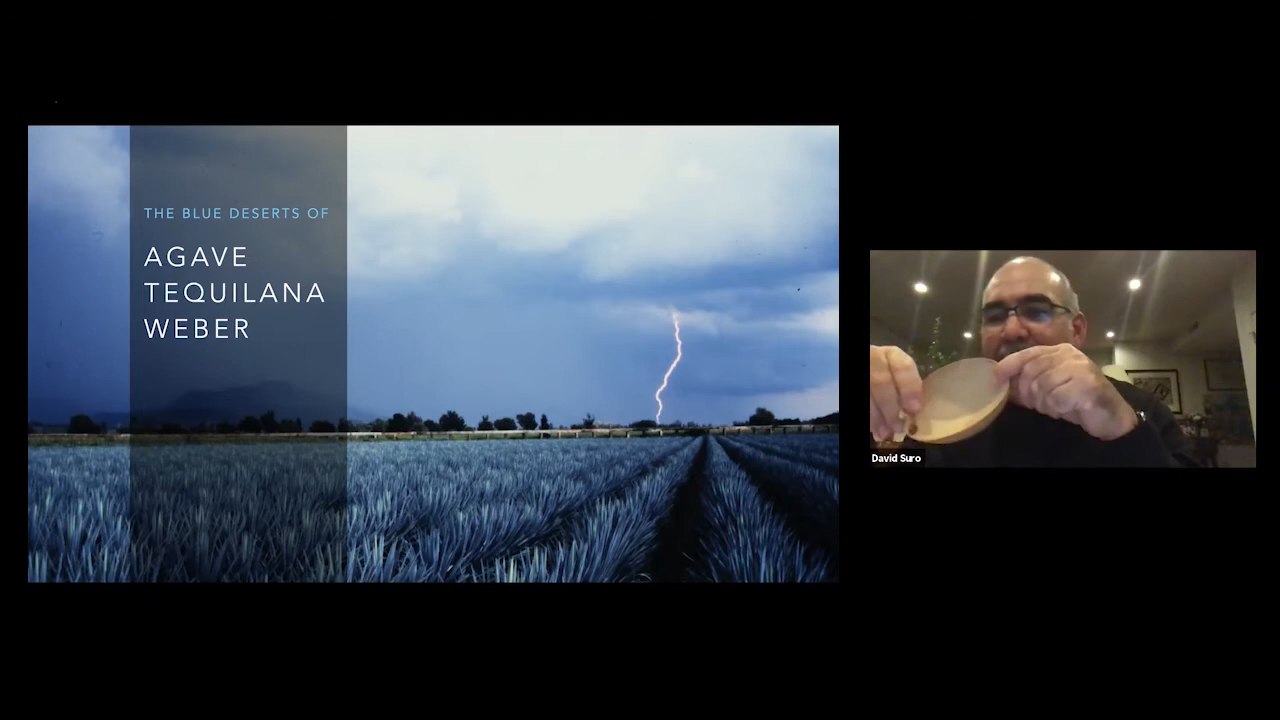 THE BLUE DESERTS OF
AGAVE
TEQUILANA
WEBER
David Suro